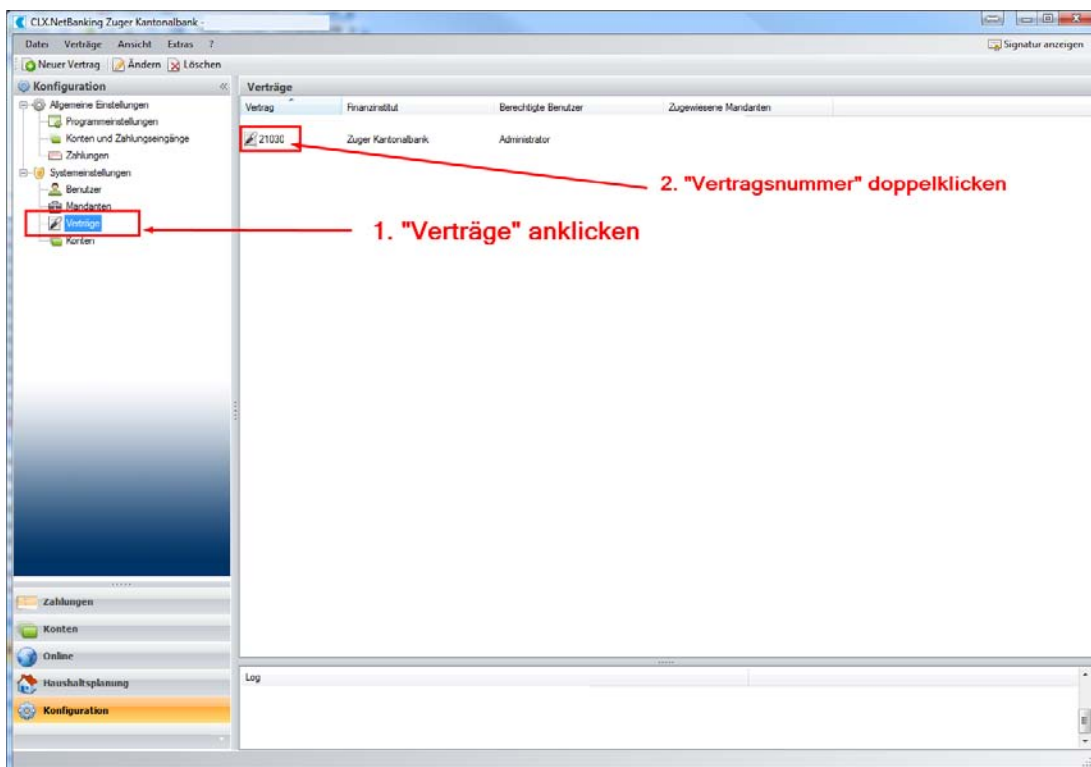 CLX.NetBanking Zuger Kantonalbank -
Datei Verträge Ansicht Extras ?
Signatur anzeigen
Neuer Vertrag Ändern Löschen
Konfiguration
Verträge
Allgemeine Einstellungen
Programmeinstellungen
Konten und Zahlungseingänge
Zahlungen
Systemeinstellungen
Benutzer
Mandanten
Verträge
Konten
Vertrag Finanzinstitut Berechtigte Benutzer Zugewiesene Mandanten
21030 Zuger Kantonalbank Administrator
2. "Vertragsnummer" doppelklicken
1. "Verträge" anklicken
Zahlungen
Konten
Online
Haushaltsplanung
Konfiguration
Log